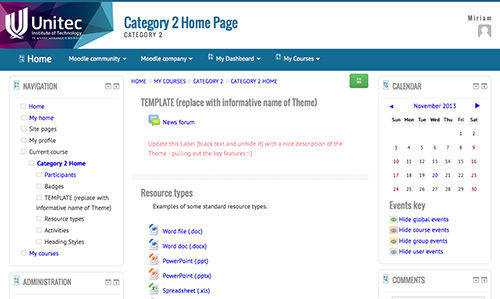 Unitec
Institute of Technology
Category 2 Home Page
CATEGORY 2
Miriam
Home
Moodle community
Moodle company
My Dashboard
My Courses
NAVIGATION
Home
My home
Site pages
My profile
Current course
Category 2 Home
Participants
Badges
TEMPLATE (replace with
informative name of Theme)
Resource types
Activities
Heading Styles
My courses
ADMINISTRATION
HOME / MY COURSES / CATEGORY 2 / CATEGORY 2 HOME
TEMPLATE (replace with informative name of Theme)
News forum
Update this Label (black text and unhide it) with a nice description of the
Theme - pulling out the key features :-)
Resource types
Examples of some standard resource types.
Word file (.doc)
Word doc (.docx)
PowerPoint (.ppt)
PowerPoint (.pptx)
Spreadsheet (.xls)
CALENDAR
◄ November 2013 ►
Sun Mon Tue Wed Thu Fri Sat
1 2
3 4 5 6 7 8 9
10 11 12 13 14 15 16
17 18 19 20 21 22 23
24 25 26 27 28 29 30
Events key
Hide global events
Hide course events
Hide group events
Hide user events
COMMENTS